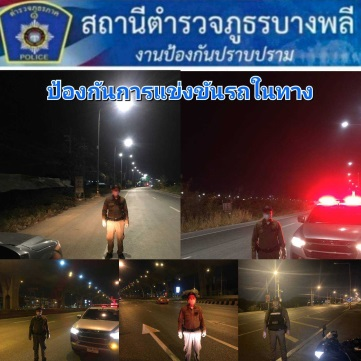 สถานีตำรวจภูธรบางพลี
งานป้องกันปราบปราม
POLICE
ป้องกันการแข่งขันรถในทาง